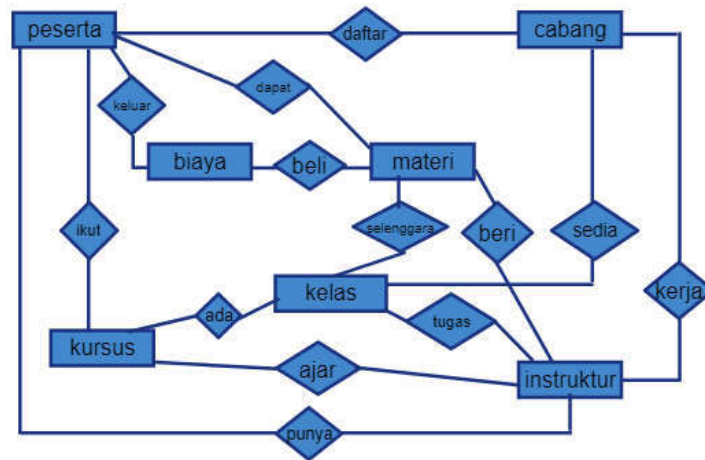 peserta
daftar
cabang
keluar
dapat
biaya
beli
materi
ikut
selenggara
beri
sedia
kelas
kerja
ada
tugas
kursus
ajar
instruktur
punya